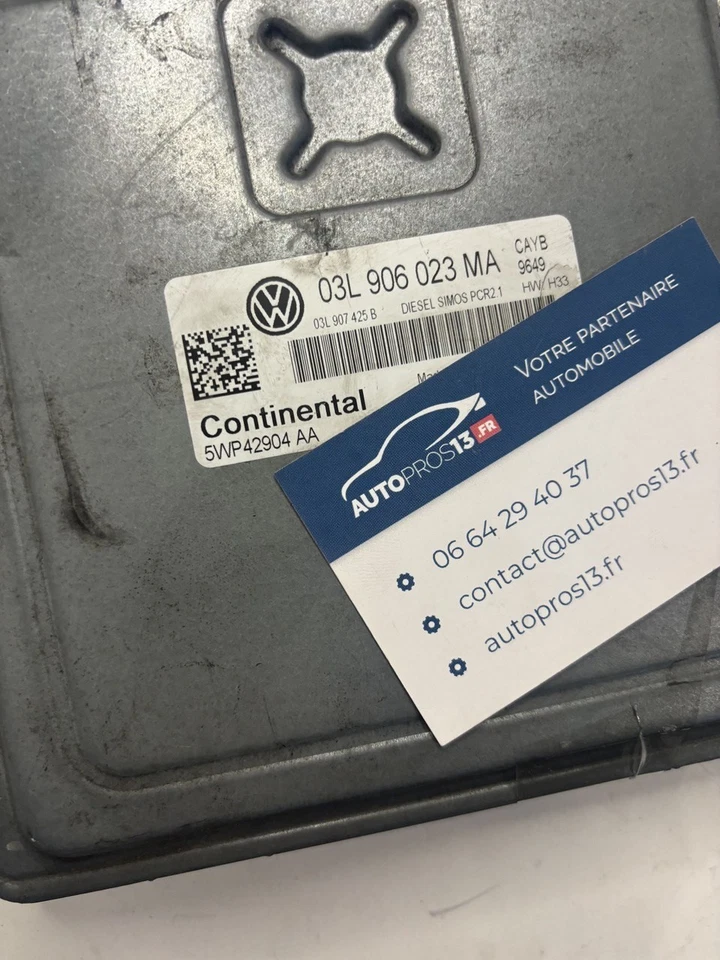 03L 906 023 MA
CAYB
9649
03L 907 425 B DIESEL SIMOS PCR2.1 HW H33
Continental
5WP42904 AA
VOTRE PARTENAIRE
AUTOMOBILE
AUTOPROS13.FR
06 64 29 40 37
contact@autopros13.fr
autopros13.fr